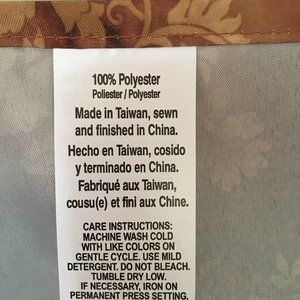 100% Polyester
Poliester / Polyester
Made in Taiwan, sewn
and finished in China.
Hecho en Taiwan, cosido
y terminado en China.
Fabriqué aux Taiwan,
cousu(e) et fini aux Chine.
CARE INSTRUCTIONS:
MACHINE WASH COLD
WITH LIKE COLORS ON
GENTLE CYCLE. USE MILD
DETERGENT. DO NOT BLEACH.
TUMBLE DRY LOW.
IF NECESSARY, IRON ON
PERMANENT PRESS SETTING.